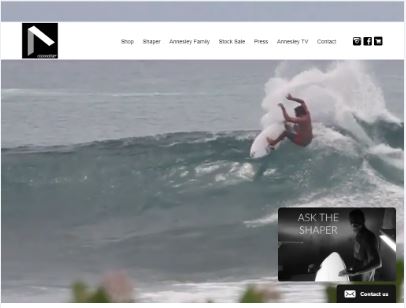 Shop Shaper Annesley Family Stock Sale Press Annesley TV Contact
ASK THE
SHAPER
Contact us